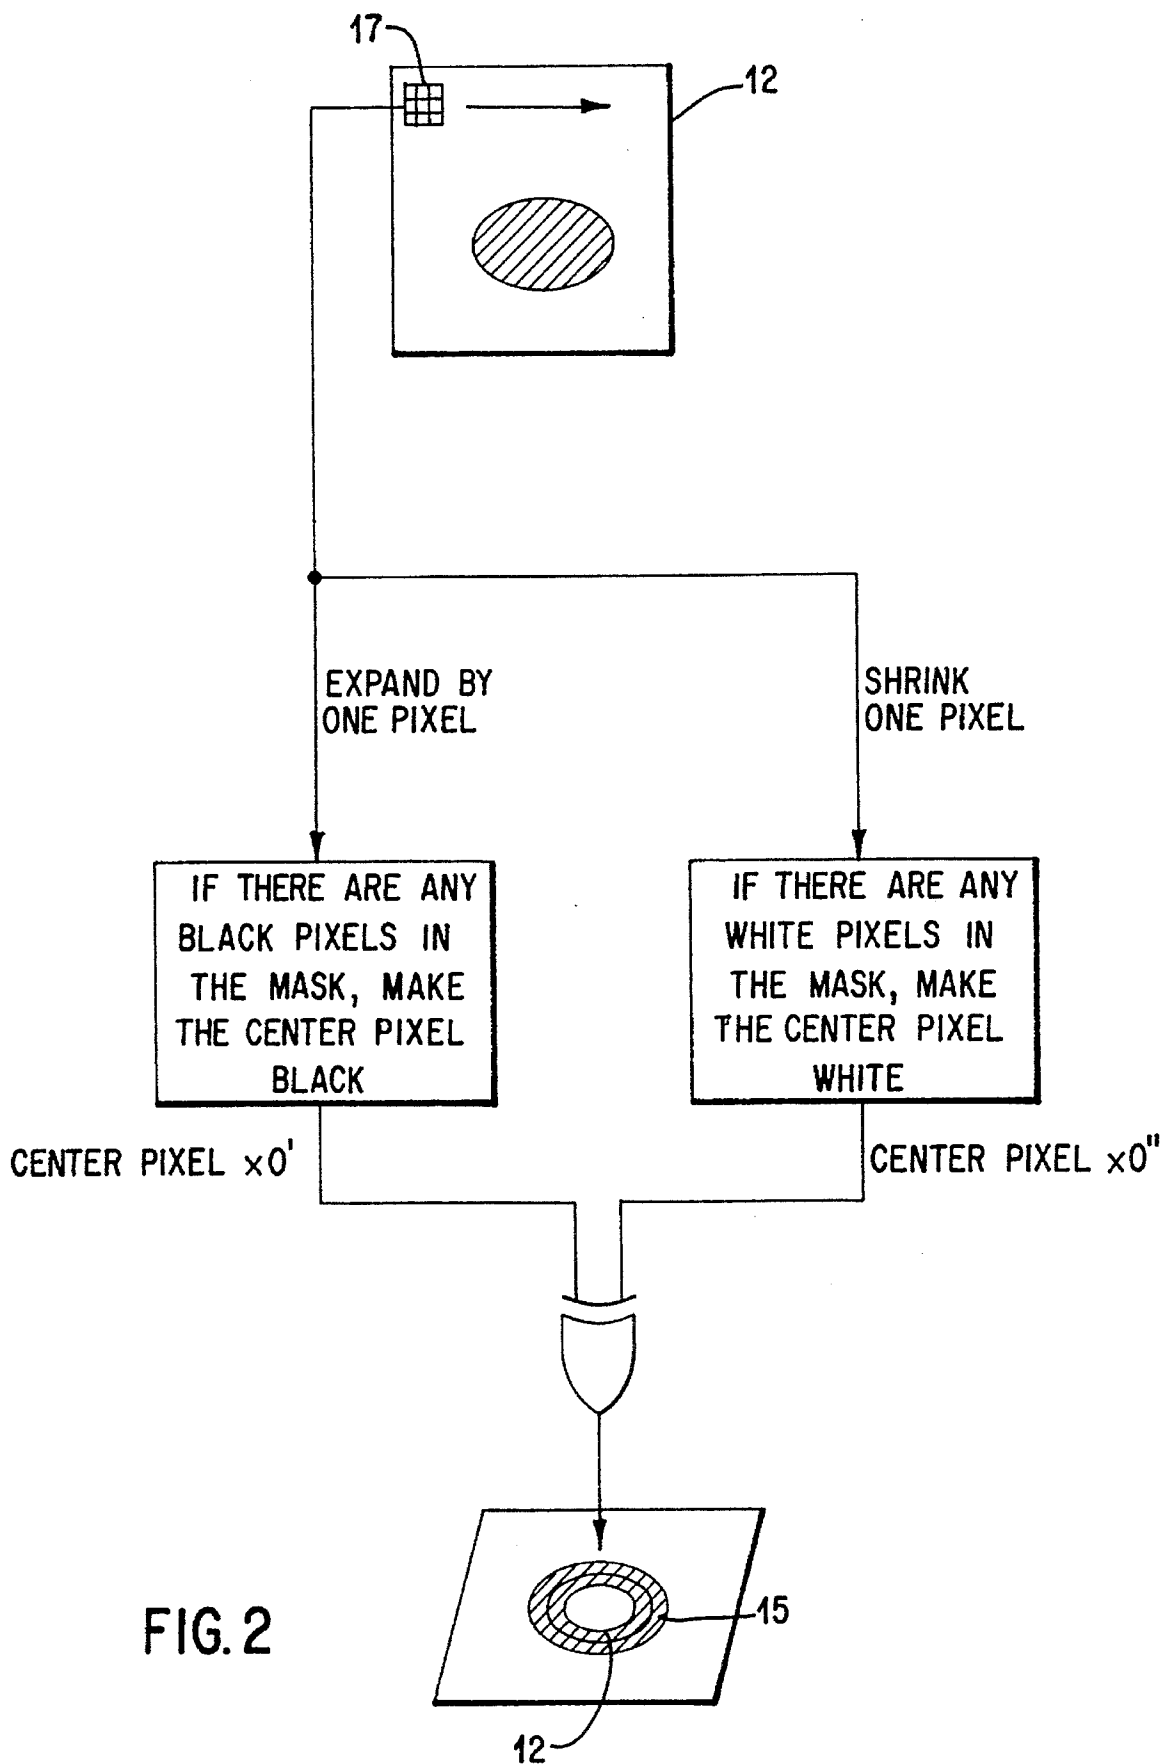 17
12
EXPAND BY
ONE PIXEL
SHRINK
ONE PIXEL
IF THERE ARE ANY
BLACK PIXELS IN
THE MASK, MAKE
THE CENTER PIXEL
BLACK
IF THERE ARE ANY
WHITE PIXELS IN
THE MASK, MAKE
THE CENTER PIXEL
WHITE
CENTER PIXEL x0'
CENTER PIXEL x0"
15
FIG. 2
12